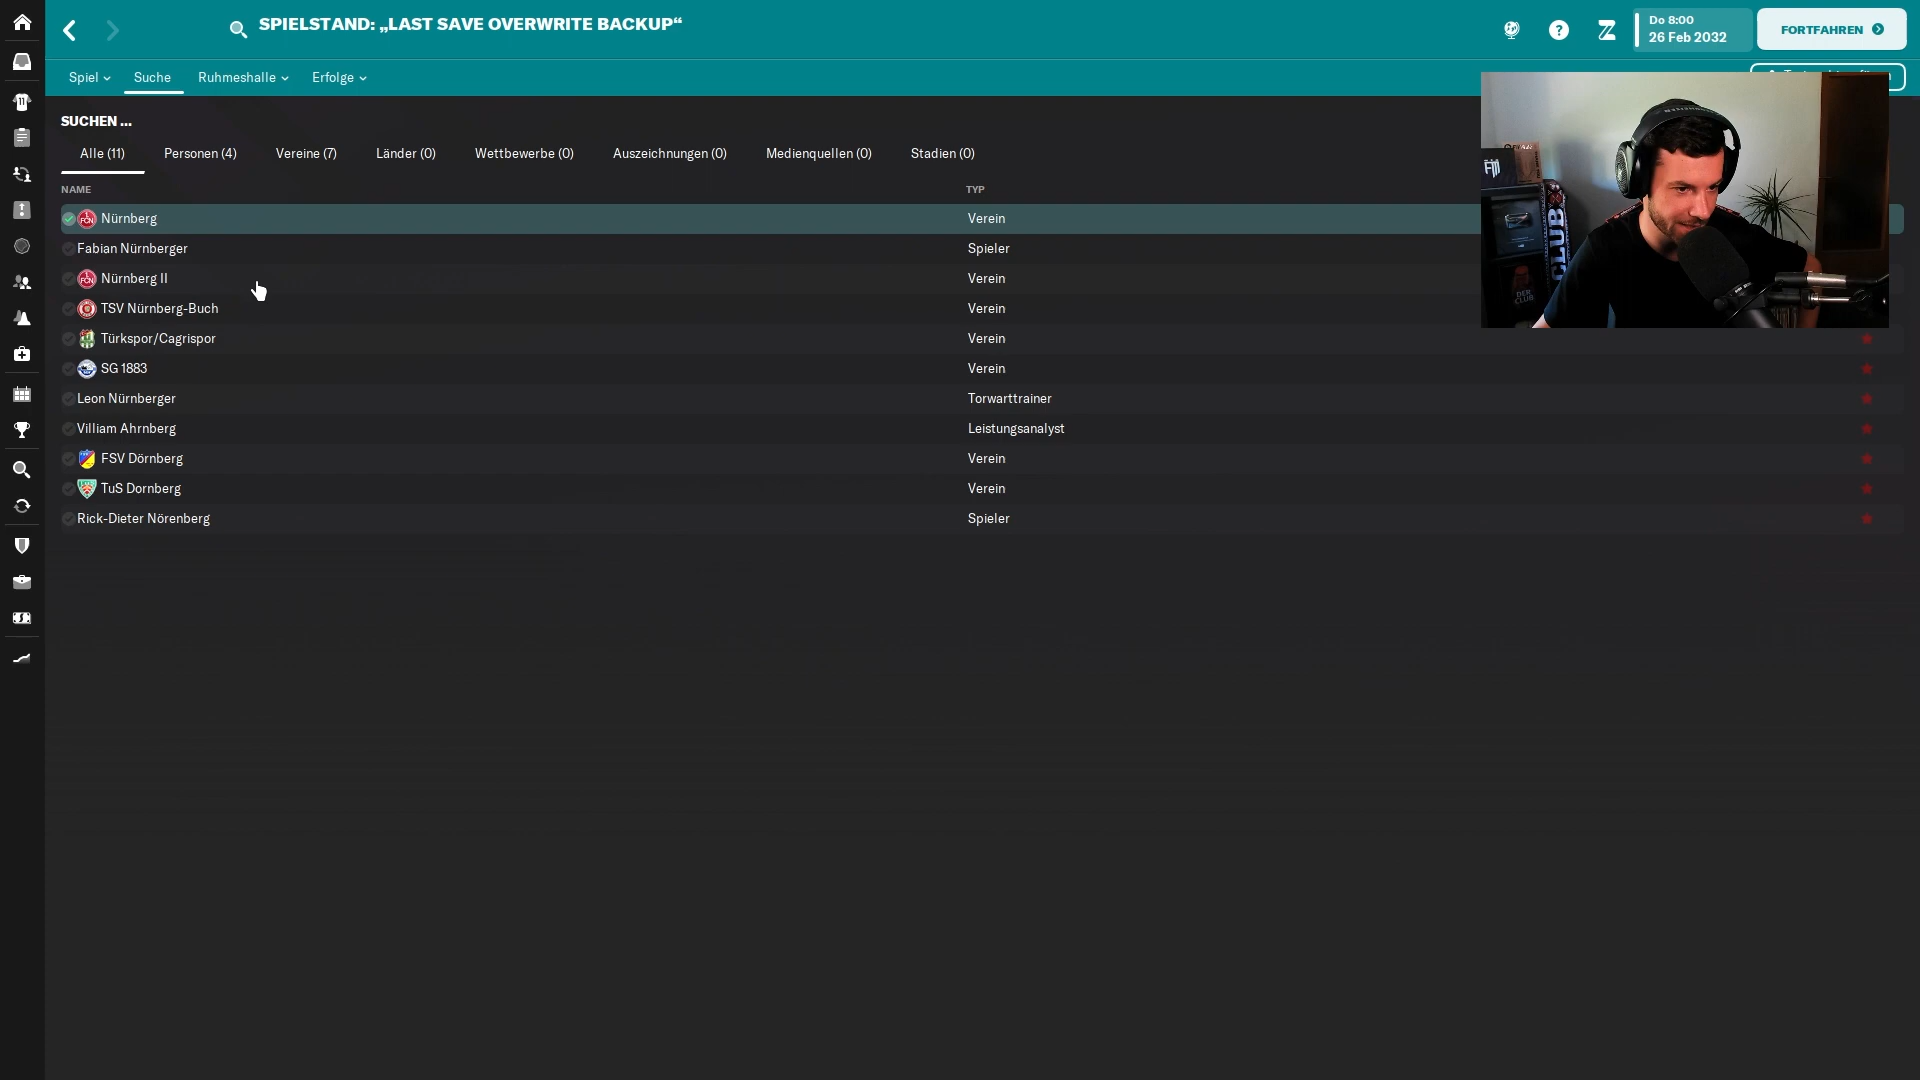 SPIELSTAND: „LAST SAVE OVERWRITE BACKUP“
Do 8:00
26 Feb 2032
FORTFAHREN
Spiel
Suche
Ruhmeshalle
Erfolge
SUCHEN ...
Alle (11)
Personen (4)
Vereine (7)
Länder (0)
Wettbewerbe (0)
Auszeichnungen (0)
Medienquellen (0)
Stadien (0)
NAME
TYP
Nürnberg
Verein
Fabian Nürnberger
Spieler
Nürnberg II
Verein
TSV Nürnberg-Buch
Verein
Türkspor/Cagrispor
Verein
SG 1883
Verein
Leon Nürnberger
Torwarttrainer
Villiam Ahrnberg
Leistungsanalyst
FSV Dörnberg
Verein
TuS Dornberg
Verein
Rick-Dieter Nörenberg
Spieler
CLUB
DER
CLUB